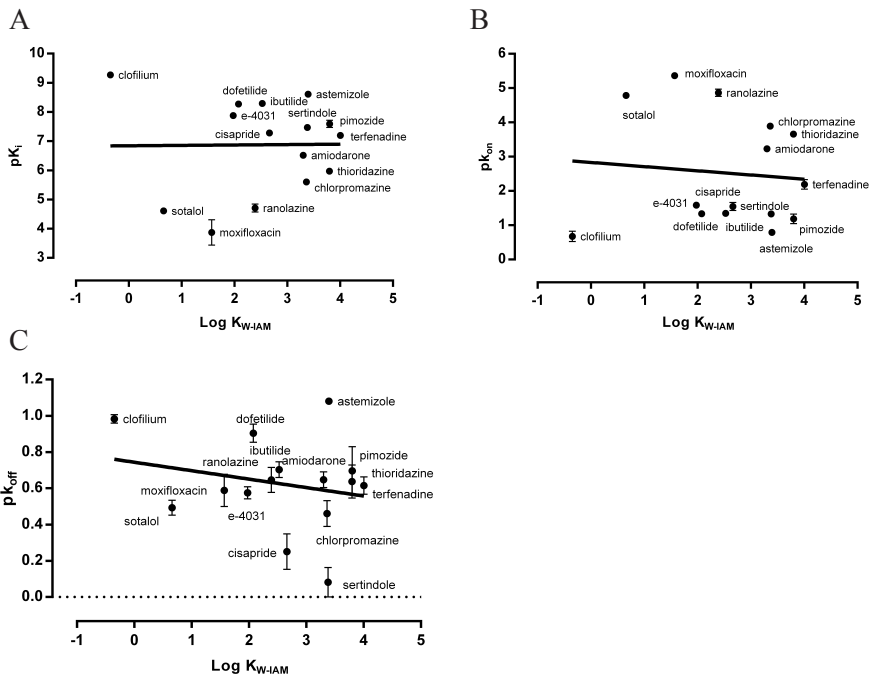 A
10
9
8
7
6
5
4
3
pKi
clofilium
dofetilide
ibutilide
astemizole
e-4031
sertindole
pimozide
cisapride
terfenadine
amiodarone
thioridazine
chlorpromazine
sotalol
ranolazine
moxifloxacin
-1 0 1 2 3 4 5
Log KW-IAM
B
6
5
4
3
2
1
0
pkon
moxifloxacin
sotalol
ranolazine
chlorpromazine
thioridazine
amiodarone
terfenadine
cisapride
e-4031
sertindole
dofetilide
ibutilide
pimozide
clofilium
astemizole
-1 0 1 2 3 4 5
Log KW-IAM
C
1.2
1.0
0.8
0.6
0.4
0.2
0.0
pkoff
astemizole
clofilium
dofetilide
ibutilide
ranolazine
amiodarone
pimozide
thioridazine
moxifloxacin
terfenadine
sotalol
e-4031
chlorpromazine
cisapride
sertindole
-1 0 1 2 3 4 5
Log KW-IAM